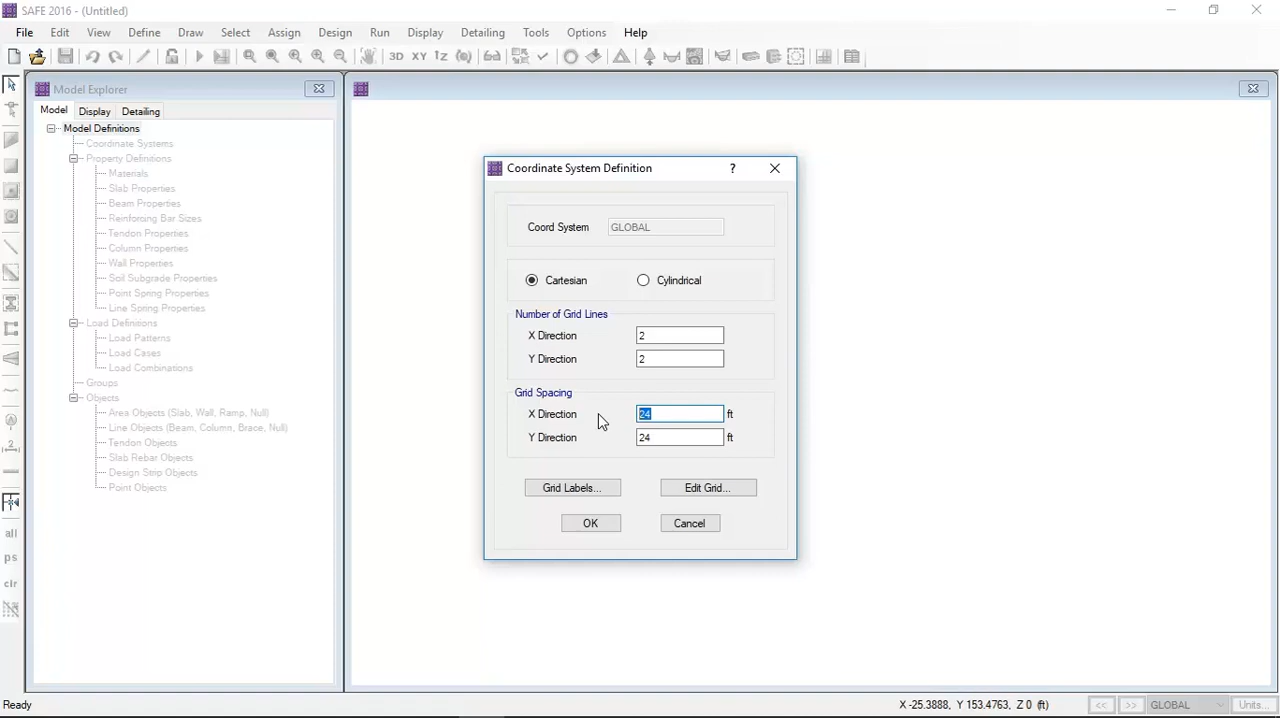 SAFE 2016 - (Untitled)
File Edit View Define Draw Select Assign Design Run Display Detailing Tools Options Help
3D XY
Model Explorer
Model Display Detailing
Model Definitions
Coordinate Systems
Property Definitions
Materials
Slab Properties
Beam Properties
Reinforcing Bar Sizes
Tendon Properties
Column Properties
Wall Properties
Soil Subgrade Properties
Point Spring Properties
Line Spring Properties
Load Definitions
Load Patterns
Load Cases
Load Combinations
Groups
Objects
Area Objects (Slab, Wall, Ramp, Null)
Line Objects (Beam, Column, Brace, Null)
Tendon Objects
Slab Rebar Objects
Design Strip Objects
Point Objects
all
ps
clr
Coordinate System Definition ?
Coord System GLOBAL
Cartesian Cylindrical
Number of Grid Lines
X Direction 2
Y Direction 2
Grid Spacing
X Direction 24 ft
Y Direction 24 ft
Grid Labels... Edit Grid...
OK Cancel
Ready X -25.3888, Y 153.4763, Z 0 (ft) << >> GLOBAL Units...